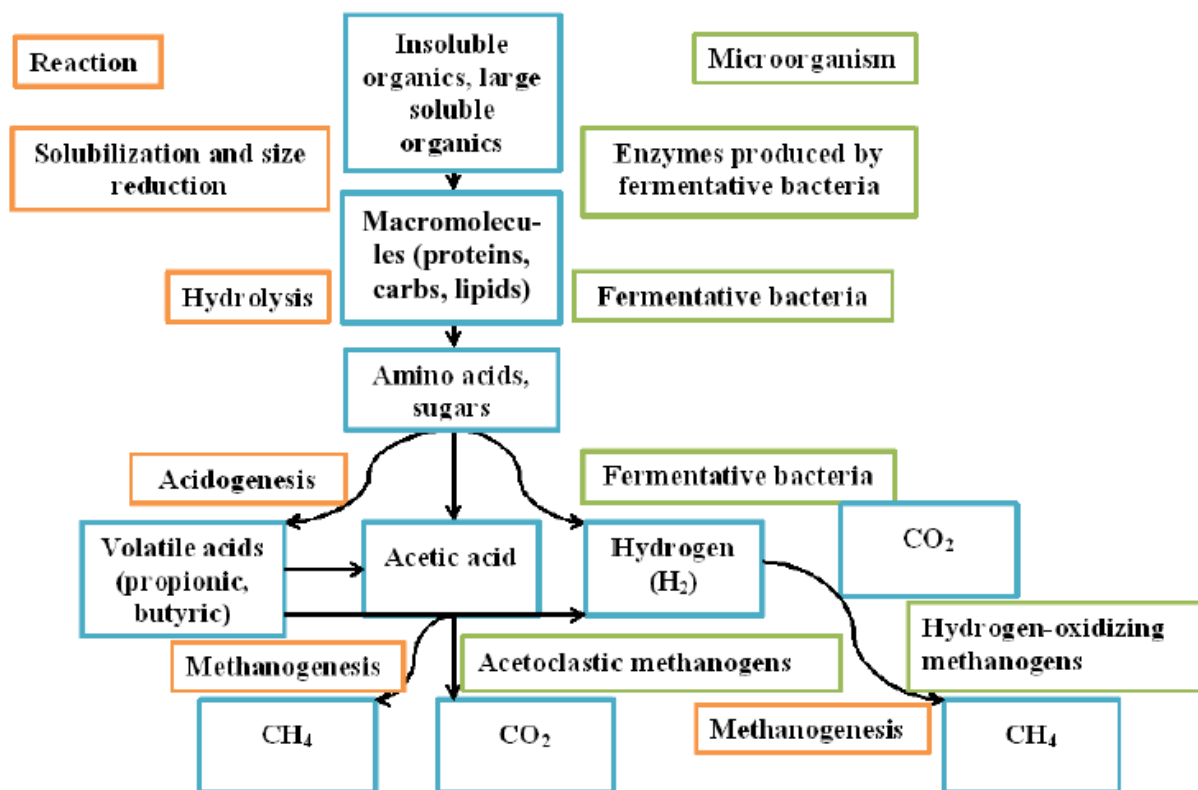 Reaction
Insoluble
organics, large
soluble
organics
Microorganism
Solubilization and size
reduction
Enzymes produced by
fermentative bacteria
Macromolecu-
les (proteins,
carbs, lipids)
Hydrolysis
Fermentative bacteria
Amino acids,
sugars
Acidogenesis
Fermentative bacteria
Volatile acids
(propionic,
butyric)
Acetic acid
Hydrogen
(H₂)
CO₂
Hydrogen-oxidizing
methanogens
Methanogenesis
Acetoclastic methanogens
CH₄
CO₂
Methanogenesis
CH₄